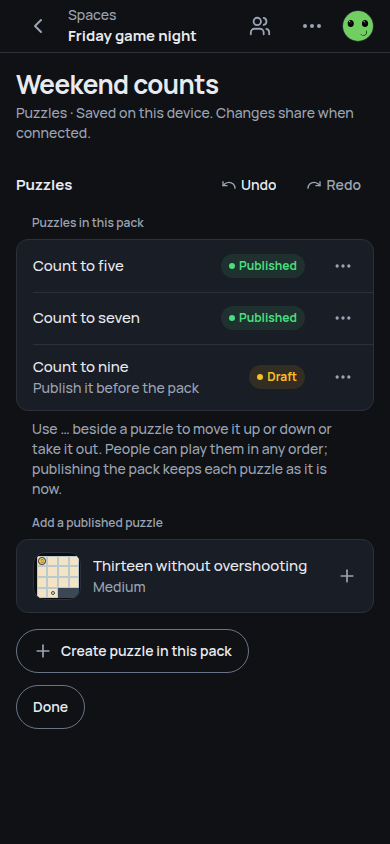 Spaces
Friday game night
Weekend counts
Puzzles · Saved on this device. Changes share when
connected.
Puzzles
Undo
Redo
Puzzles in this pack
Count to five
Published
Count to seven
Published
Count to nine
Publish it before the pack
Draft
Use … beside a puzzle to move it up or down or
take it out. People can play them in any order;
publishing the pack keeps each puzzle as it is
now.
Add a published puzzle
Thirteen without overshooting
Medium
Create puzzle in this pack
Done